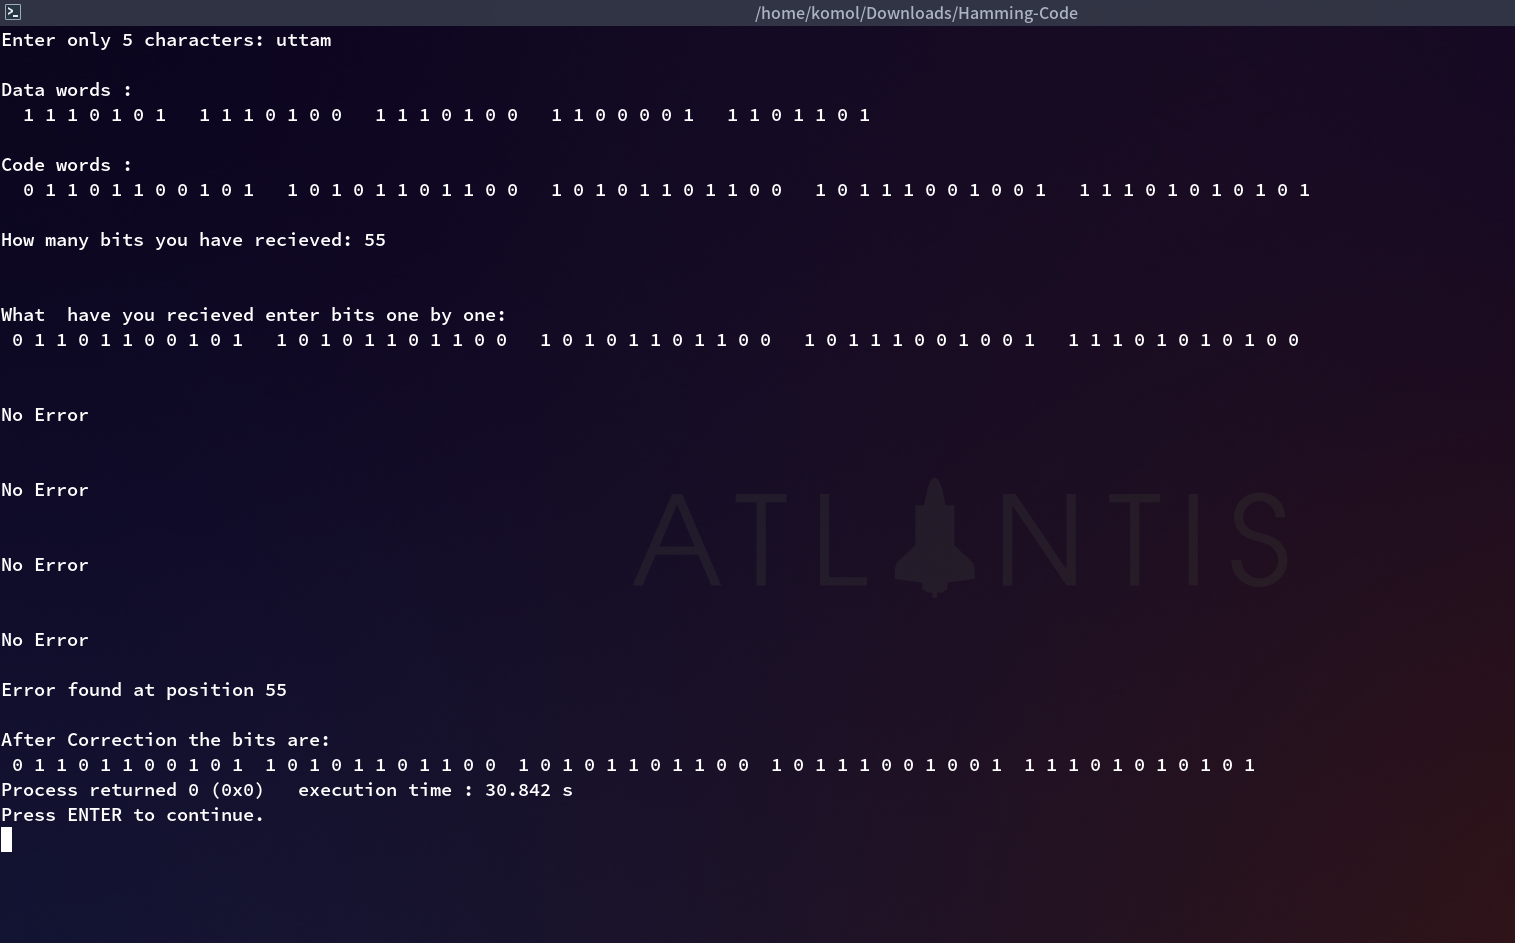 /home/komol/Downloads/Hamming-Code
Enter only 5 characters: uttam
Data words :
1 1 1 0 1 0 1   1 1 1 0 1 0 0   1 1 1 0 1 0 0   1 1 0 0 0 0 1   1 1 0 1 1 0 1
Code words :
0 1 1 0 1 1 0 0 1 0 1   1 0 1 0 1 1 0 1 1 0 0   1 0 1 0 1 1 0 1 1 0 0   1 0 1 1 1 0 0 1 0 0 1   1 1 1 0 1 0 1 0 1 0 1
How many bits you have recieved: 55
What  have you recieved enter bits one by one:
0 1 1 0 1 1 0 0 1 0 1   1 0 1 0 1 1 0 1 1 0 0   1 0 1 0 1 1 0 1 1 0 0   1 0 1 1 1 0 0 1 0 0 1   1 1 1 0 1 0 1 0 1 0 0
No Error
No Error
ATLANTIS
No Error
No Error
Error found at position 55
After Correction the bits are:
0 1 1 0 1 1 0 0 1 0 1  1 0 1 0 1 1 0 1 1 0 0  1 0 1 0 1 1 0 1 1 0 0  1 0 1 1 1 0 0 1 0 0 1  1 1 1 0 1 0 1 0 1 0 1
Process returned 0 (0x0)   execution time : 30.842 s
Press ENTER to continue.